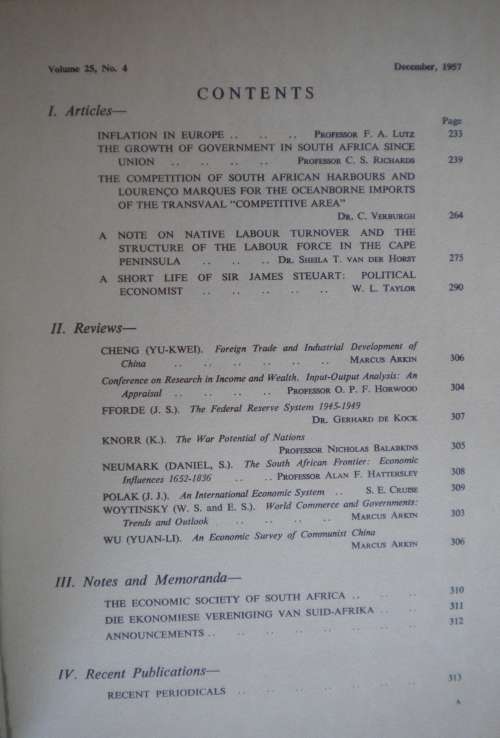 Volume 25, No. 4 December, 1957
CONTENTS
I. Articles—
Page
INFLATION IN EUROPE .. .. .. PROFESSOR F. A. LUTZ 233
THE GROWTH OF GOVERNMENT IN SOUTH AFRICA SINCE
UNION .. .. .. .. PROFESSOR C. S. RICHARDS 239
THE COMPETITION OF SOUTH AFRICAN HARBOURS AND
LOURENÇO MARQUES FOR THE OCEANBORNE IMPORTS
OF THE TRANSVAAL "COMPETITIVE AREA"
DR. C. VERBURGH 264
A NOTE ON NATIVE LABOUR TURNOVER AND THE
STRUCTURE OF THE LABOUR FORCE IN THE CAPE
PENINSULA .. .. .. DR. SHEILA T. VAN DER HORST 275
A SHORT LIFE OF SIR JAMES STEUART: POLITICAL
ECONOMIST .. .. .. .. .. W. L. TAYLOR 290
II. Reviews—
CHENG (YU-KWEI). Foreign Trade and Industrial Development of
China .. .. .. .. .. MARCUS ARKIN 306
Conference on Research in Income and Wealth. Input-Output Analysis: An
Appraisal .. .. .. .. PROFESSOR O. P. F. HORWOOD 304
FFORDE (J. S.). The Federal Reserve System 1945-1949
DR. GERHARD DE KOCK 307
KNORR (K.). The War Potential of Nations
PROFESSOR NICHOLAS BALABKINS 305
NEUMARK (DANIEL, S.). The South African Frontier: Economic
Influences 1652-1836 .. .. PROFESSOR ALAN F. HATTERSLEY 308
POLAK (J. J.). An International Economic System .. S. E. CRUISE 309
WOYTINSKY (W. S. and E. S.). World Commerce and Governments:
Trends and Outlook .. .. .. .. MARCUS ARKIN 303
WU (YUAN-LI). An Economic Survey of Communist China
MARCUS ARKIN 306
III. Notes and Memoranda—
THE ECONOMIC SOCIETY OF SOUTH AFRICA .. .. .. 310
DIE EKONOMIESE VERENIGING VAN SUID-AFRIKA .. .. 311
ANNOUNCEMENTS .. .. .. .. .. .. .. 312
IV. Recent Publications—
RECENT PERIODICALS .. .. .. .. .. .. 313
A